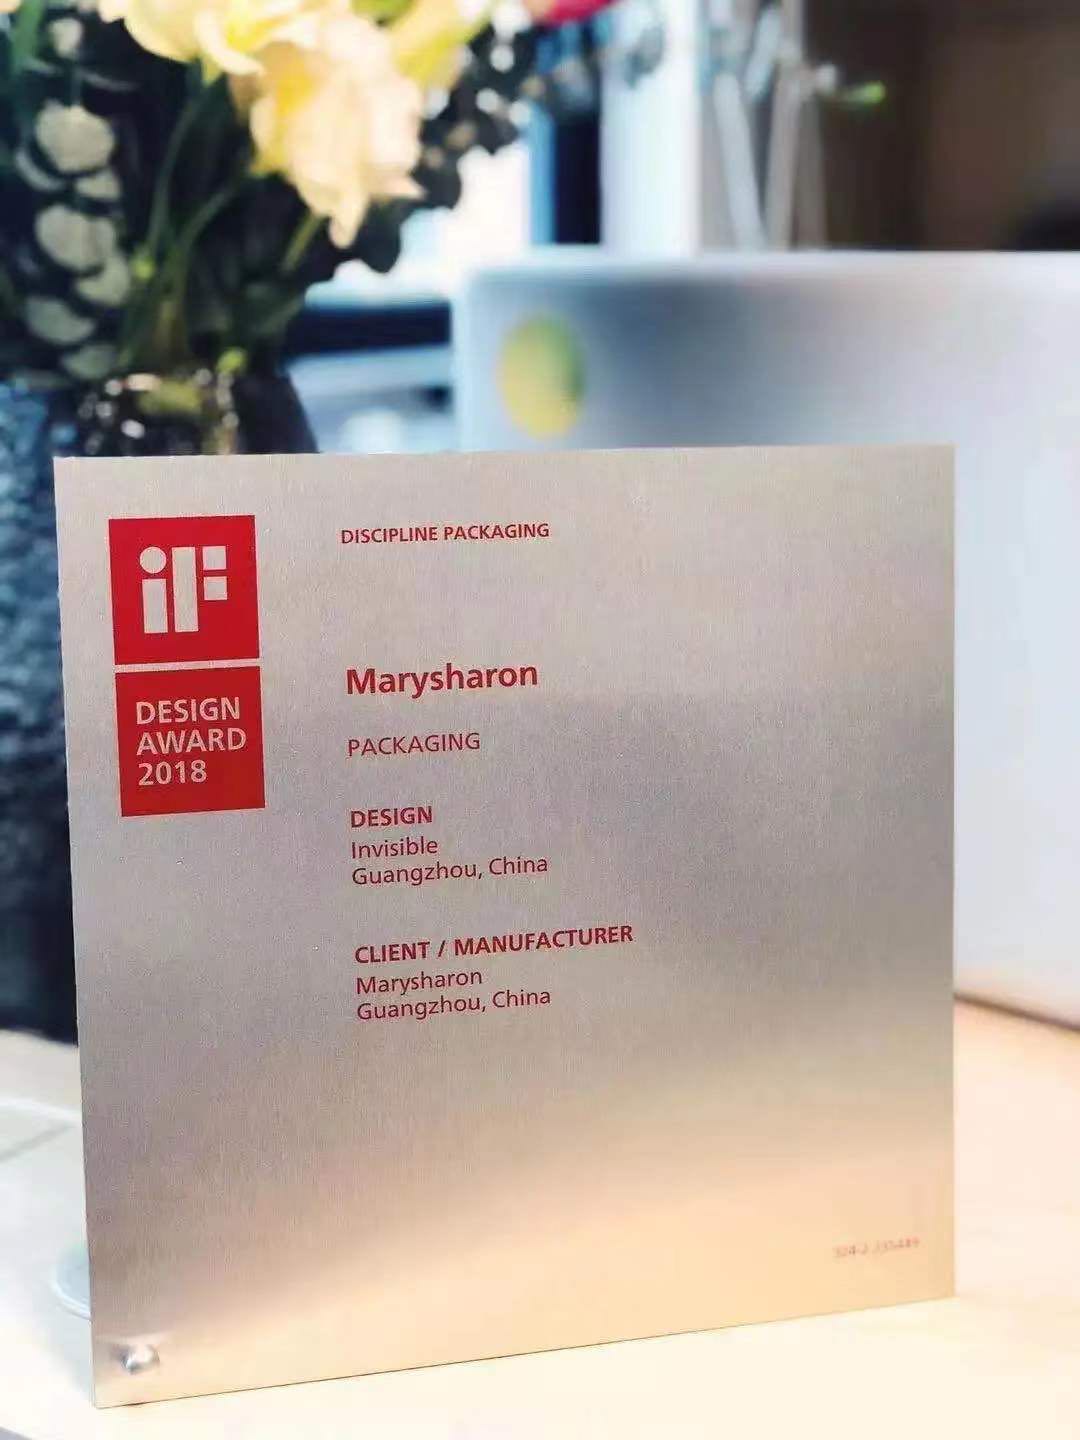 iF
DESIGN
AWARD
2018
DISCIPLINE PACKAGING
Marysharon
PACKAGING
DESIGN
Invisible
Guangzhou, China
CLIENT / MANUFACTURER
Marysharon
Guangzhou, China